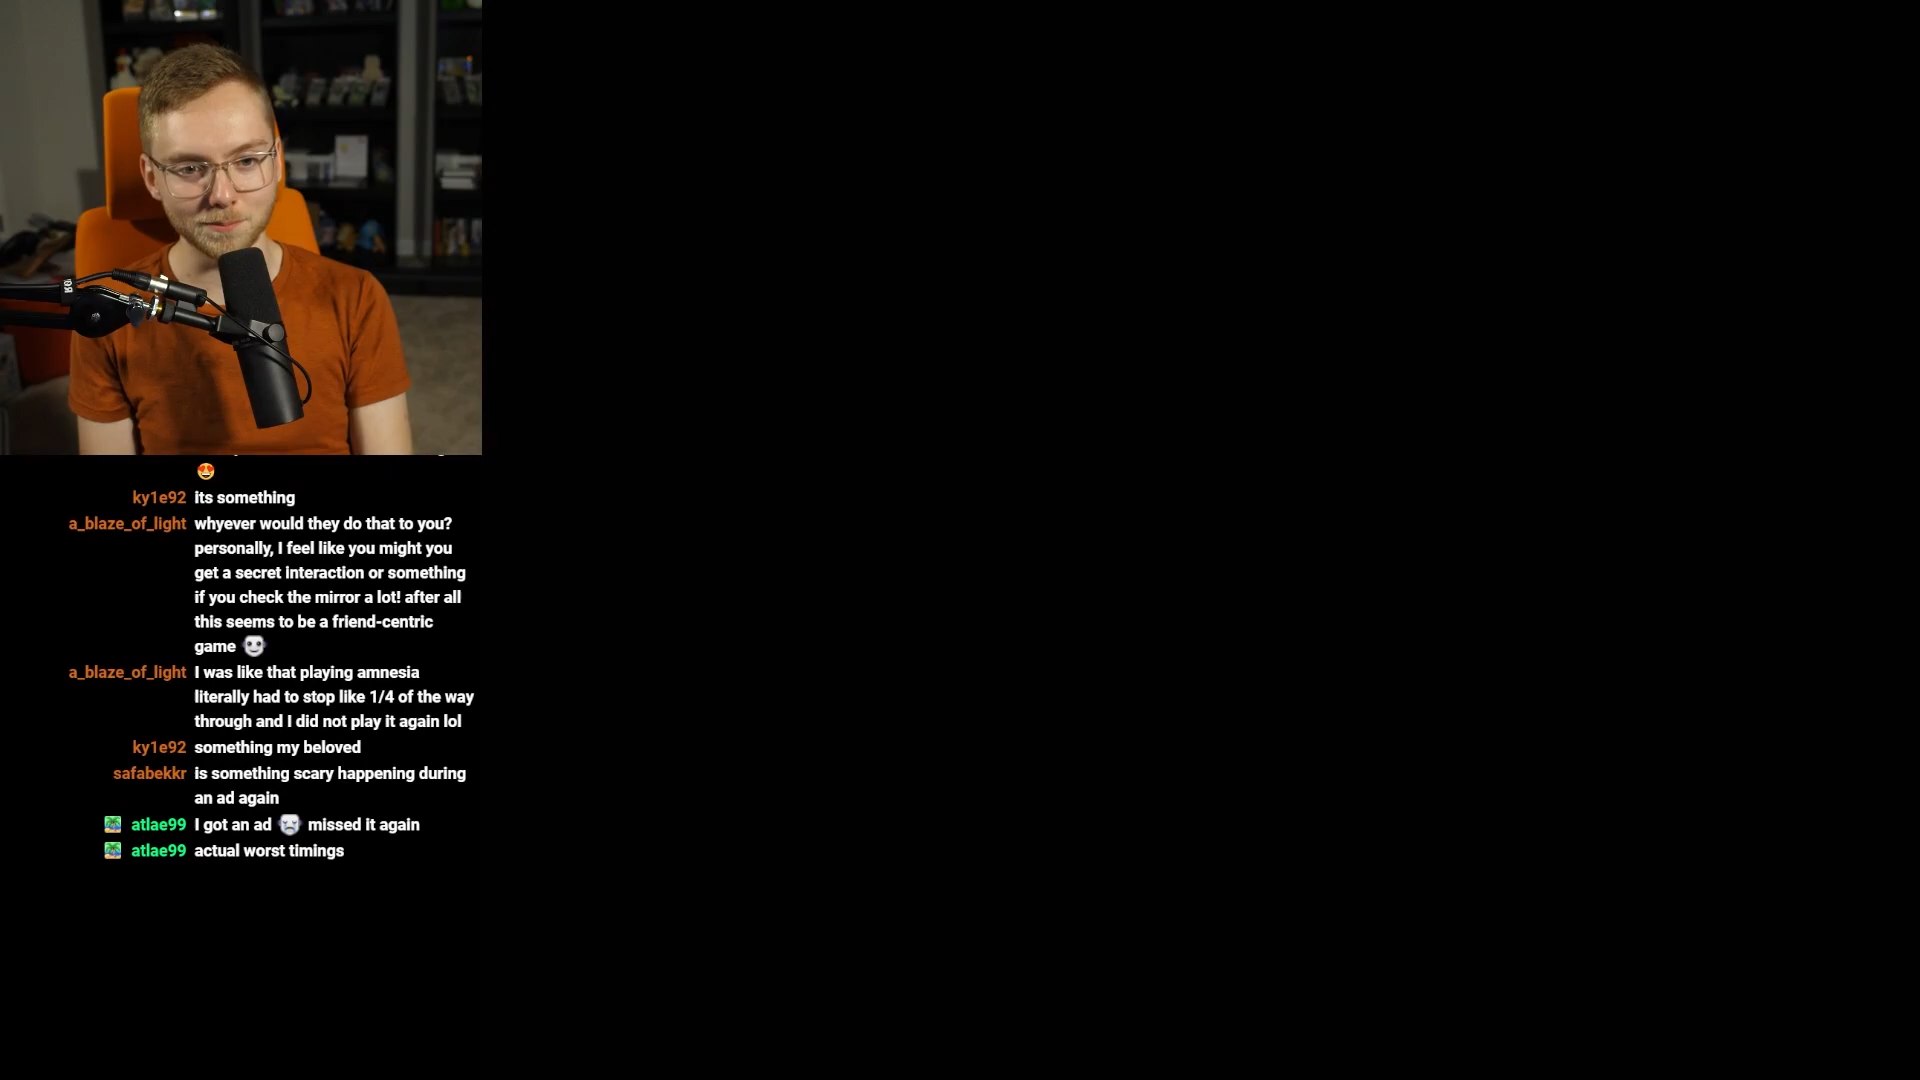 ky1e92 its something
a_blaze_of_light whyever would they do that to you?
personally, I feel like you might you
get a secret interaction or something
if you check the mirror a lot! after all
this seems to be a friend-centric
game
a_blaze_of_light I was like that playing amnesia
literally had to stop like 1/4 of the way
through and I did not play it again lol
ky1e92 something my beloved
safabekkr is something scary happening during
an ad again
atlae99 I got an ad missed it again
atlae99 actual worst timings